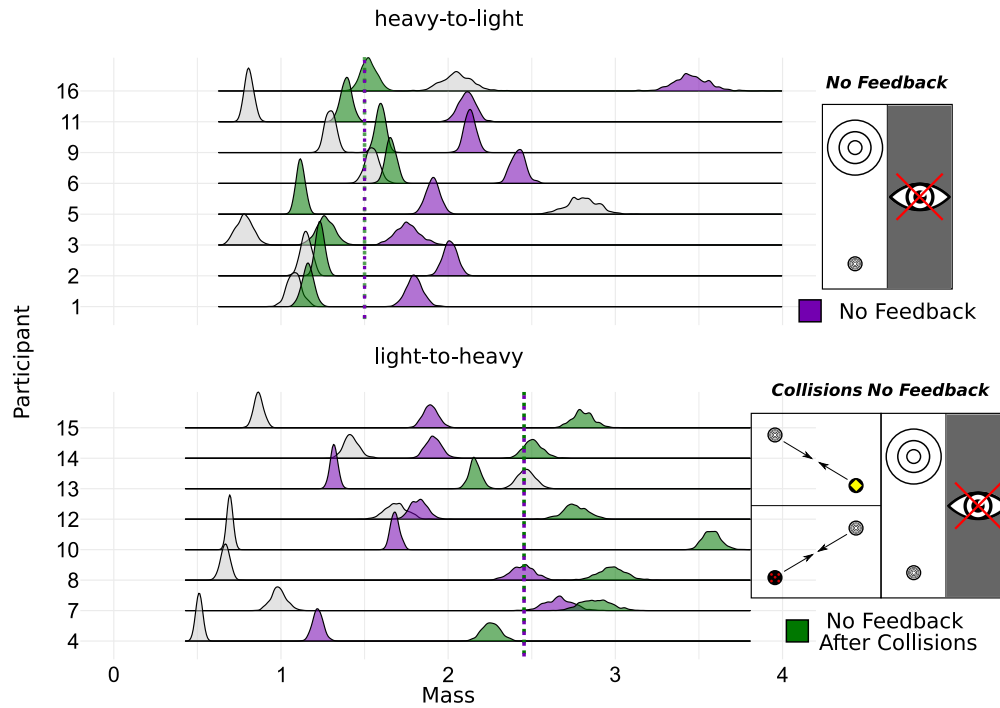 heavy-to-light
16
11
9
6
5
3
2
1
No Feedback
No Feedback
Participant
light-to-heavy
15
14
13
12
10
8
7
4
Collisions No Feedback
No Feedback
After Collisions
0 1 2 3 4
Mass